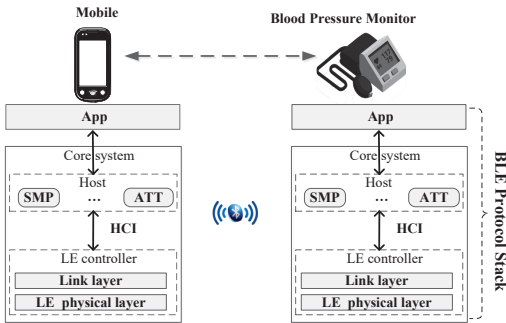 Mobile
Blood Pressure Monitor
App
App
Core system
Core system
Host
Host
SMP
...
ATT
SMP
...
ATT
HCI
HCI
LE controller
LE controller
Link layer
Link layer
LE physical layer
LE physical layer
BLE Protocol Stack